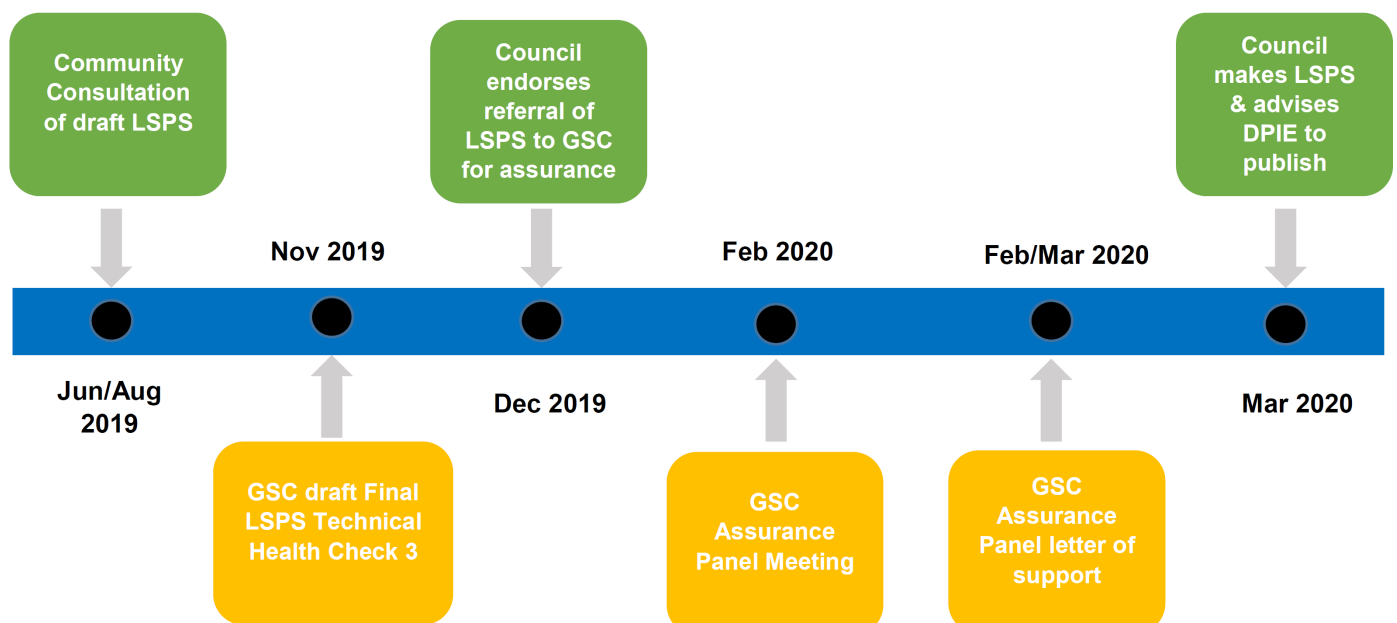 Community
Consultation
of draft LSPS
Council
endorses
referral of
LSPS to GSC
for assurance
Council
makes LSPS
& advises
DPIE to
publish
Nov 2019
Feb 2020
Feb/Mar 2020
Jun/Aug
2019
Dec 2019
Mar 2020
GSC draft Final
LSPS Technical
Health Check 3
GSC
Assurance
Panel Meeting
GSC
Assurance
Panel letter of
support